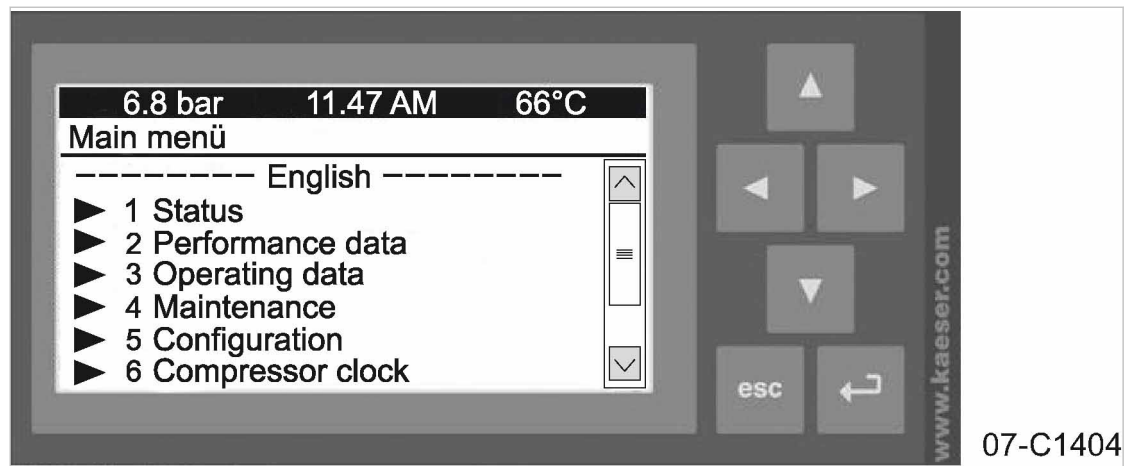 6.8 bar 11.47 AM 66°C
Main menü
-------- English --------
▶ 1 Status
▶ 2 Performance data
▶ 3 Operating data
▶ 4 Maintenance
▶ 5 Configuration
▶ 6 Compressor clock
esc
www.kaeser.com
07-C1404